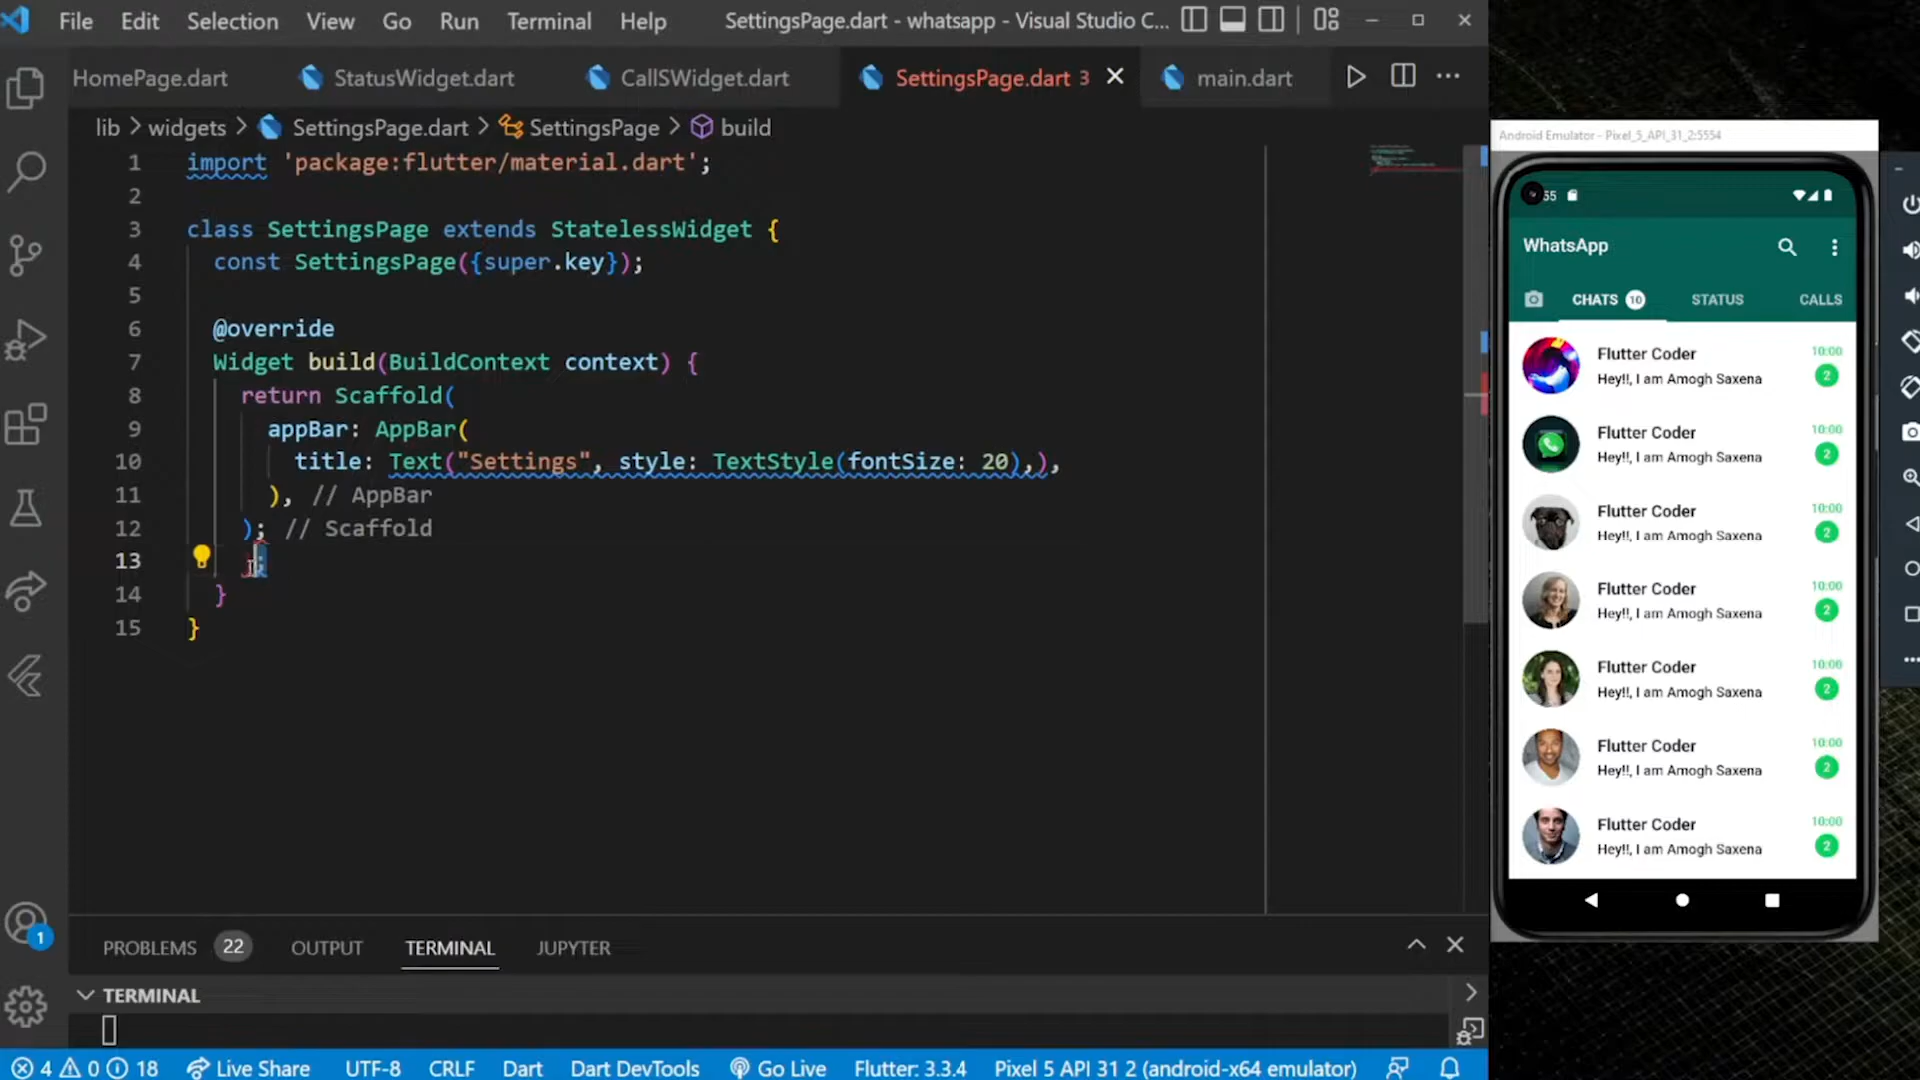 File Edit Selection View Go Run Terminal Help SettingsPage.dart - whatsapp - Visual Studio C...
HomePage.dart StatusWidget.dart CallSWidget.dart SettingsPage.dart 3 main.dart
lib > widgets > SettingsPage.dart > SettingsPage > build
1 import 'package:flutter/material.dart';
2
3 class SettingsPage extends StatelessWidget {
4 const SettingsPage({super.key});
5
6 @override
7 Widget build(BuildContext context) {
8 return Scaffold(
9 appBar: AppBar(
10 title: Text("Settings", style: TextStyle(fontSize: 20),),
11 ), // AppBar
12 ); // Scaffold
13 ;
14 }
15 }
PROBLEMS 22 OUTPUT TERMINAL JUPYTER
TERMINAL
1
4 0 18 Live Share UTF-8 CRLF Dart Dart DevTools Go Live Flutter: 3.3.4 Pixel 5 API 31 2 (android-x64 emulator)
Android Emulator - Pixel_5_API_31_2:5554
55
WhatsApp
CHATS 10 STATUS CALLS
Flutter Coder 10:00
Hey!!, I am Amogh Saxena 2
Flutter Coder 10:00
Hey!!, I am Amogh Saxena 2
Flutter Coder 10:00
Hey!!, I am Amogh Saxena 2
Flutter Coder 10:00
Hey!!, I am Amogh Saxena 2
Flutter Coder 10:00
Hey!!, I am Amogh Saxena 2
Flutter Coder 10:00
Hey!!, I am Amogh Saxena 2
Flutter Coder 10:00
Hey!!, I am Amogh Saxena 2